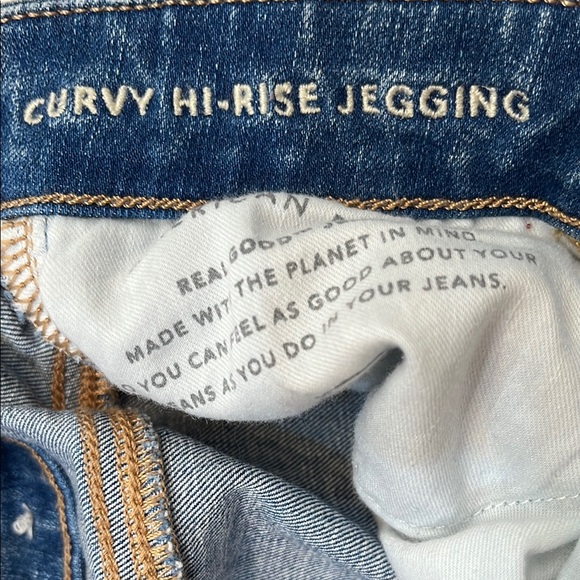 CURVY HI-RISE JEGGING
REAL GOOD
MADE WITH THE PLANET IN MIND
YOU CAN FEEL AS GOOD ABOUT YOUR
AS YOU DO IN YOUR JEANS.